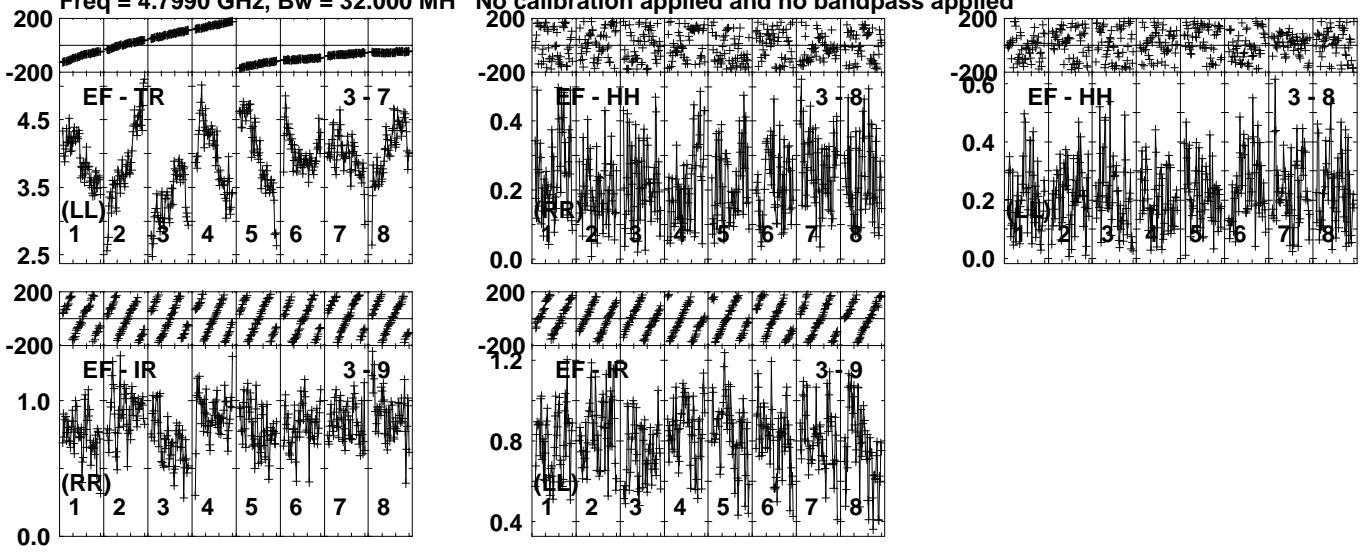 Freq = 4.7990 GHz, Bw = 32.000 MH No calibration applied and no bandpass applied
200
-200
EF - TR 3 - 7
4.5
3.5
2.5
(LL)
1 2 3 4 5 6 7 8
200
-200
EF - HH 3 - 8
0.4
0.2
0.0
(RR)
1 2 3 4 5 6 7 8
200
-200
0.6
EF - HH 3 - 8
0.4
0.2
0.0
(LL)
1 2 3 4 5 6 7 8
200
-200
EF - IR 3 - 9
1.0
0.0
(RR)
1 2 3 4 5 6 7 8
200
-200
1.2
EF - IR 3 - 9
0.8
0.4
(LL)
1 2 3 4 5 6 7 8